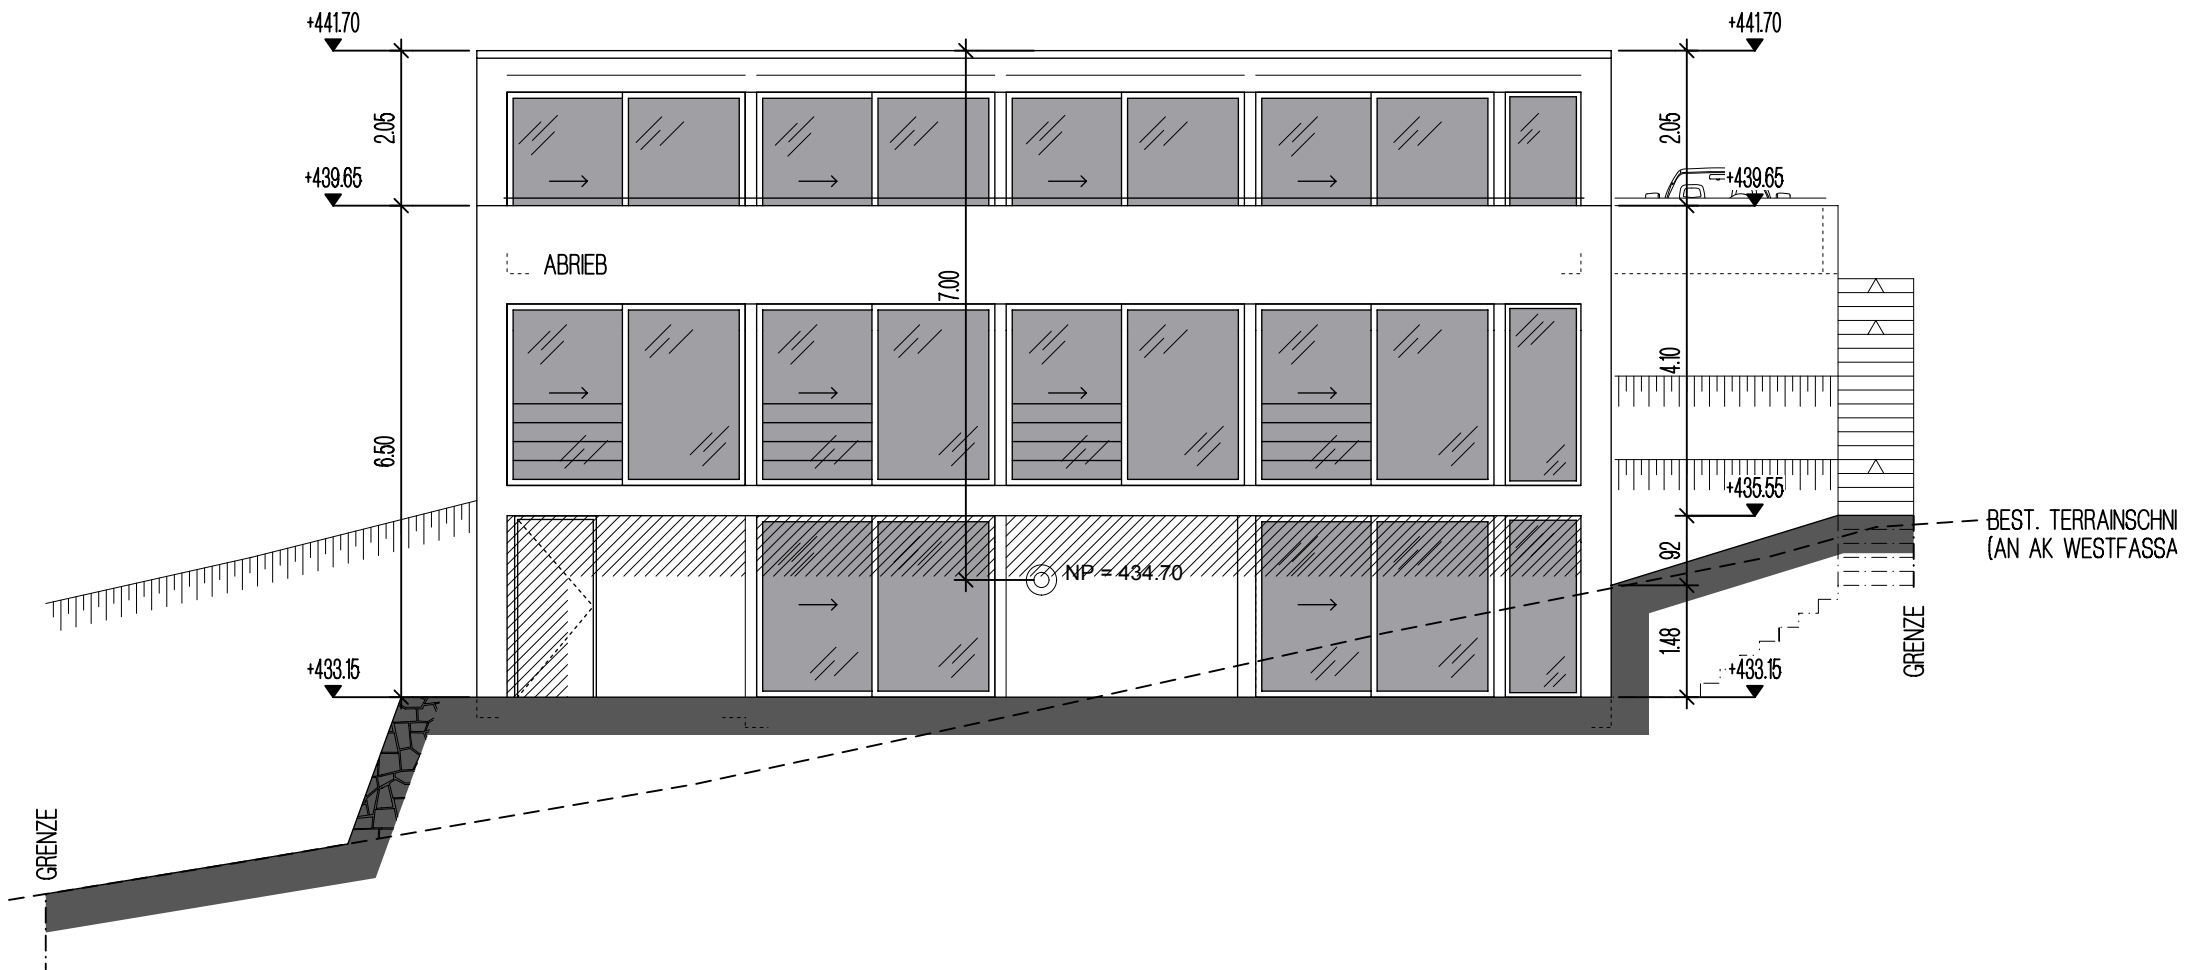 +441.70
+441.70
2.05
2.05
+439.65
+439.65
ABRIEB
7.00
4.10
6.50
+435.55
BEST. TERRAINSCHNI
(AN AK WESTFASSA
92
NP = 434.70
1.48
GRENZE
+433.15
+433.15
GRENZE